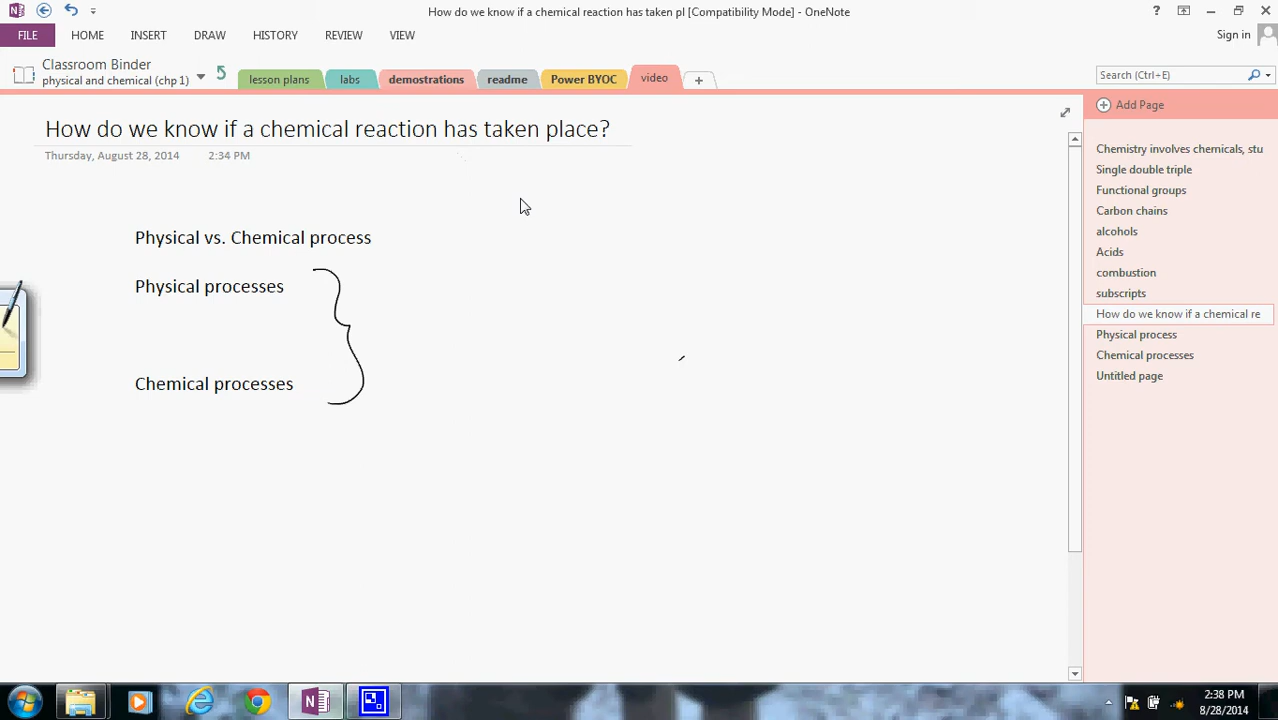 How do we know if a chemical reaction has taken pl [Compatibility Mode] - OneNote
FILE HOME INSERT DRAW HISTORY REVIEW VIEW
Sign in
Classroom Binder
physical and chemical (chp 1)
lesson plans labs demostrations readme Power BYOC video
Search (Ctrl+E)
How do we know if a chemical reaction has taken place?
Thursday, August 28, 2014 2:34 PM
Physical vs. Chemical process
Physical processes
Chemical processes
Add Page
Chemistry involves chemicals, stu
Single double triple
Functional groups
Carbon chains
alcohols
Acids
combustion
subscripts
How do we know if a chemical re
Physical process
Chemical processes
Untitled page
2:38 PM
8/28/2014